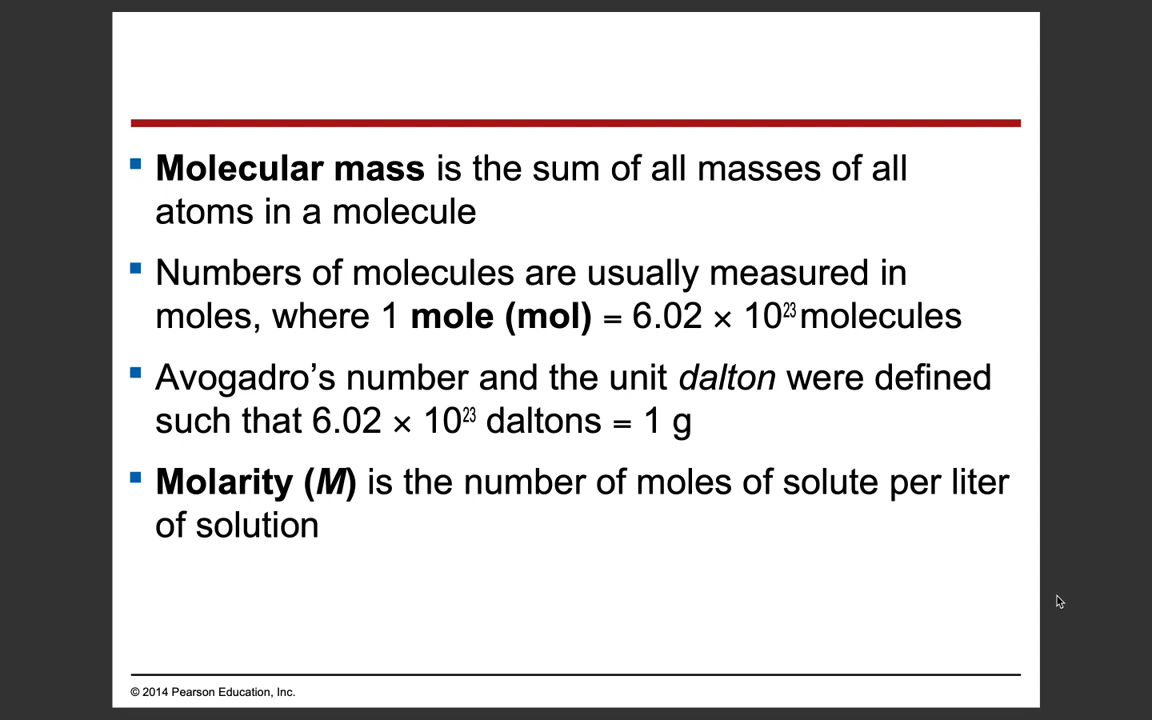 ▪ Molecular mass is the sum of all masses of all
atoms in a molecule
▪ Numbers of molecules are usually measured in
moles, where 1 mole (mol) = 6.02 × 10²³ molecules
▪ Avogadro’s number and the unit dalton were defined
such that 6.02 × 10²³ daltons = 1 g
▪ Molarity (M) is the number of moles of solute per liter
of solution
© 2014 Pearson Education, Inc.